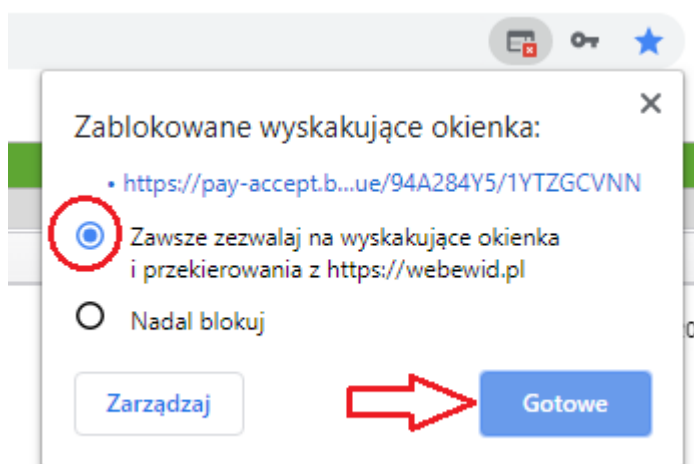 Zablokowane wyskakujące okienka:
• https://pay-accept.b...ue/94A284Y5/1YTZGCVNN
Zawsze zezwalaj na wyskakujące okienka
i przekierowania z https://webewid.pl
Nadal blokuj
Zarządzaj
Gotowe